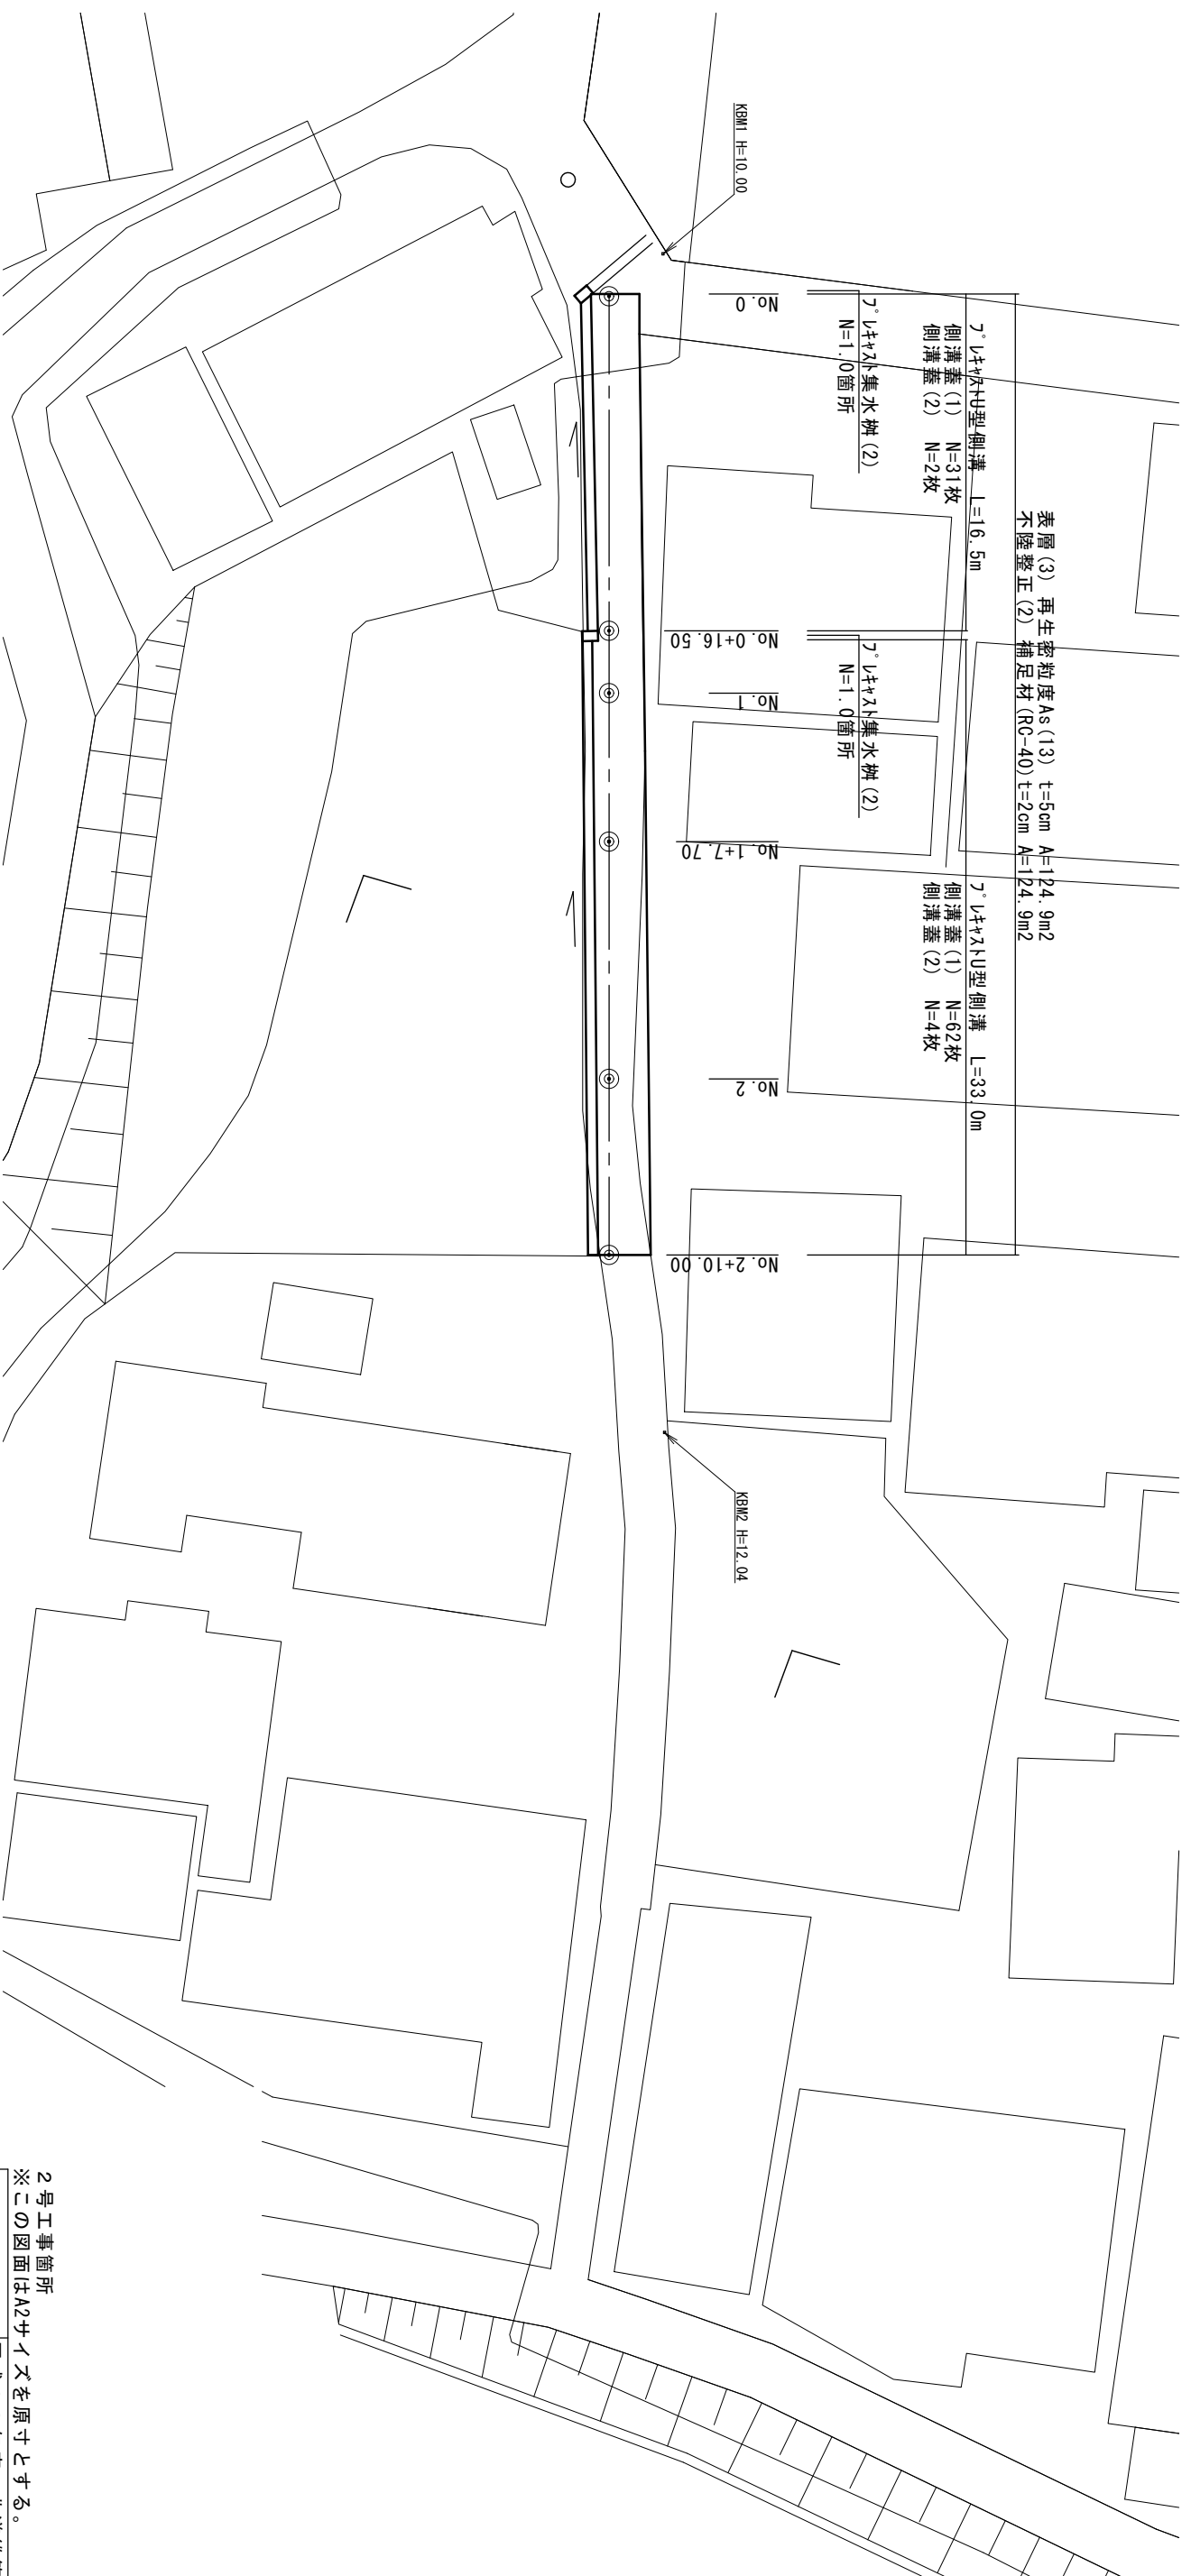 KBM1 H=10.00
表層(3) 再生密粒度As(13) t=5cm A=124.9m2
不陸整正(2) 補足材(RC-40)t=2cm A=124.9m2
ﾌﾟﾚｷｬｽﾄU型側溝 L=16.5m
側溝蓋(1) N=31枚
側溝蓋(2) N=2枚
ﾌﾟﾚｷｬｽﾄU型側溝 L=33.0m
側溝蓋(1) N=62枚
側溝蓋(2) N=4枚
ﾌﾟﾚｷｬｽﾄ集水桝(2)
N=1.0箇所
ﾌﾟﾚｷｬｽﾄ集水桝(2)
N=1.0箇所
No.0
No.0+16.50
No.1
No.1+7.70
No.2
No.2+10.00
KBM2 H=12.04
2号工事箇所
※この図面はA2サイズを原寸とする。